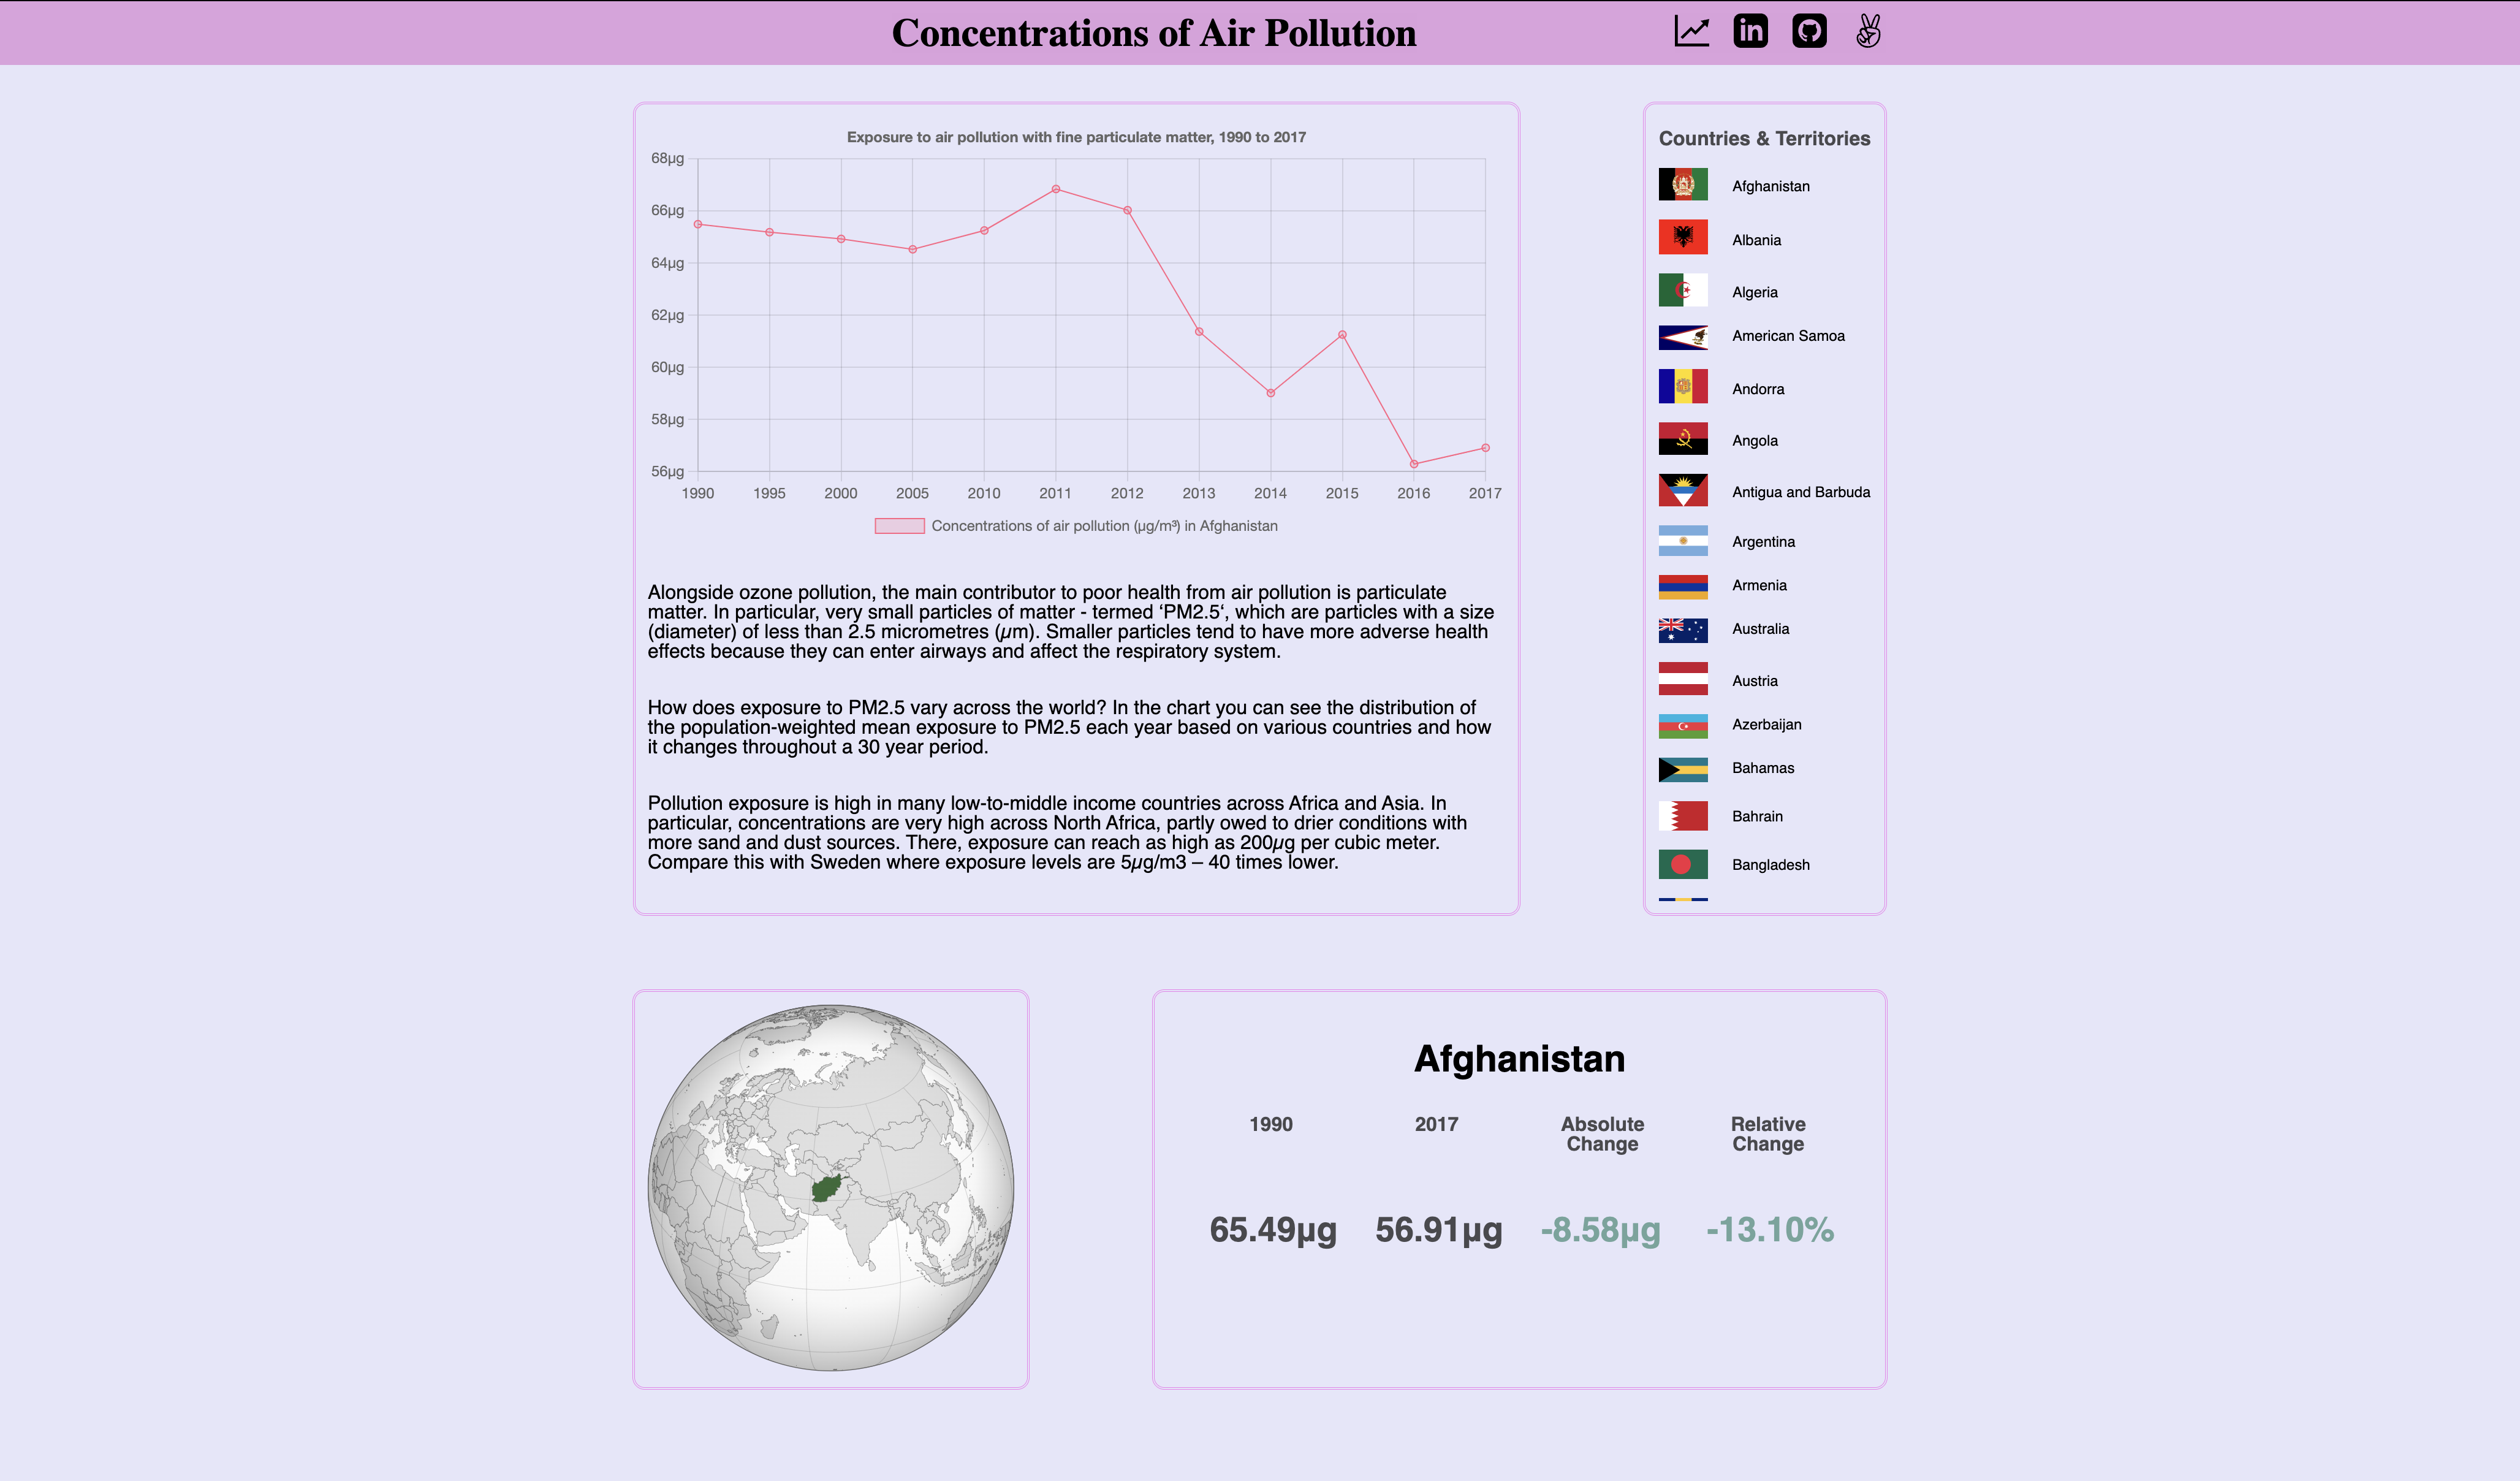 Concentrations of Air Pollution
Exposure to air pollution with fine particulate matter, 1990 to 2017
68µg
66µg
64µg
62µg
60µg
58µg
56µg
1990 1995 2000 2005 2010 2011 2012 2013 2014 2015 2016 2017
Concentrations of air pollution (µg/m³) in Afghanistan
Alongside ozone pollution, the main contributor to poor health from air pollution is particulate
matter. In particular, very small particles of matter - termed ‘PM2.5‘, which are particles with a size
(diameter) of less than 2.5 micrometres (µm). Smaller particles tend to have more adverse health
effects because they can enter airways and affect the respiratory system.
How does exposure to PM2.5 vary across the world? In the chart you can see the distribution of
the population-weighted mean exposure to PM2.5 each year based on various countries and how
it changes throughout a 30 year period.
Pollution exposure is high in many low-to-middle income countries across Africa and Asia. In
particular, concentrations are very high across North Africa, partly owed to drier conditions with
more sand and dust sources. There, exposure can reach as high as 200µg per cubic meter.
Compare this with Sweden where exposure levels are 5µg/m3 – 40 times lower.
Countries & Territories
Afghanistan
Albania
Algeria
American Samoa
Andorra
Angola
Antigua and Barbuda
Argentina
Armenia
Australia
Austria
Azerbaijan
Bahamas
Bahrain
Bangladesh
Afghanistan
1990 2017 Absolute Relative
Change Change
65.49µg 56.91µg -8.58µg -13.10%